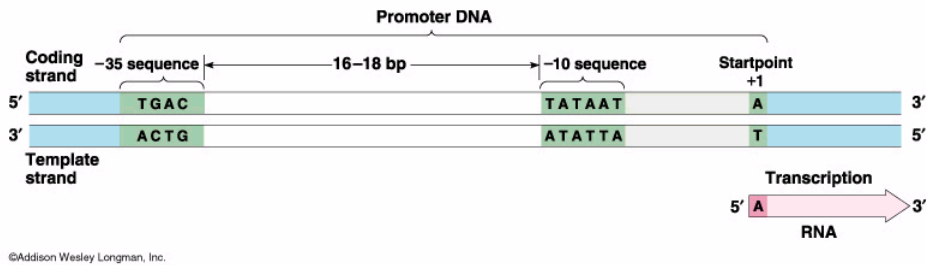 Promoter DNA
Coding strand
−35 sequence
16–18 bp
−10 sequence
Startpoint
+1
5′ TGAC TATAAT A 3′
3′ ACTG ATATTA T 5′
Template
strand
Transcription
5′ A 3′
RNA
©Addison Wesley Longman, Inc.